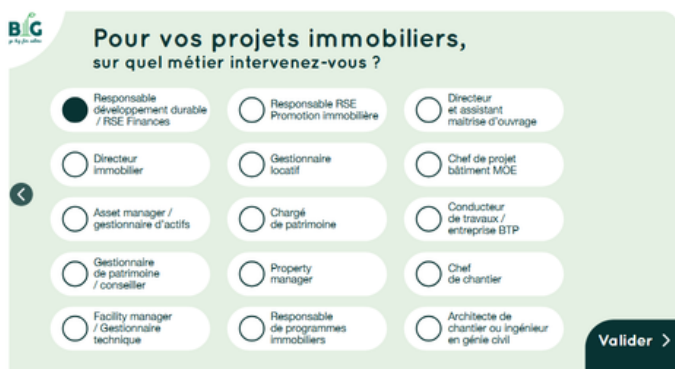 BIG
Pour vos projets immobiliers,
sur quel métier intervenez-vous ?
Responsable
développement durable
/ RSE Finances
Responsable RSE
Promotion immobilière
Directeur
et assistant
maitrise d'ouvrage
Directeur
immobilier
Gestionnaire
locatif
Chef de projet
bâtiment MOE
Asset manager /
gestionnaire d'actifs
Chargé
de patrimoine
Conducteur
de travaux /
entreprise BTP
Gestionnaire
de patrimoine
/ conseiller
Property
manager
Chef
de chantier
Facility manager
/ Gestionnaire
technique
Responsable
de programmes
immobiliers
Architecte de
chantier ou ingénieur
en génie civil
Valider